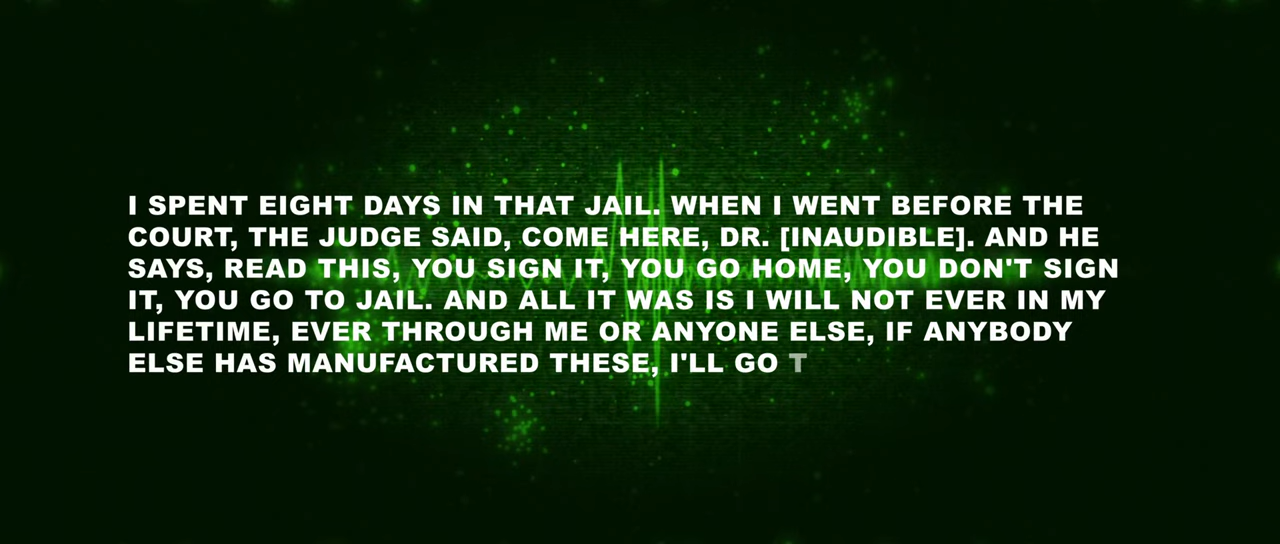 I SPENT EIGHT DAYS IN THAT JAIL. WHEN I WENT BEFORE THE
COURT, THE JUDGE SAID, COME HERE, DR. [INAUDIBLE]. AND HE
SAYS, READ THIS, YOU SIGN IT, YOU GO HOME, YOU DON'T SIGN
IT, YOU GO TO JAIL. AND ALL IT WAS IS I WILL NOT EVER IN MY
LIFETIME, EVER THROUGH ME OR ANYONE ELSE, IF ANYBODY
ELSE HAS MANUFACTURED THESE, I'LL GO T